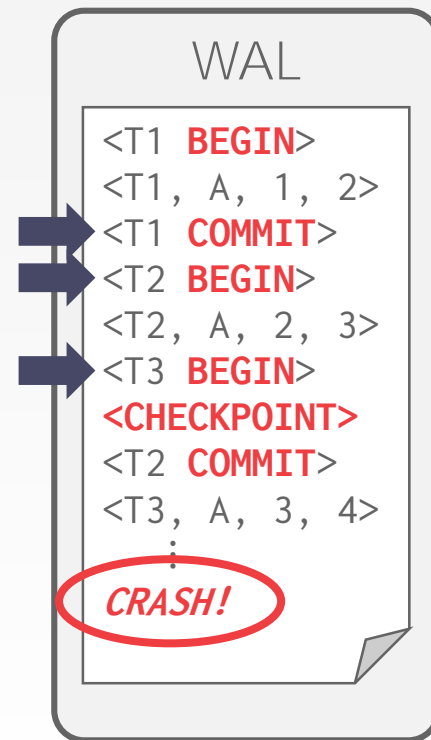 WAL
<T1 BEGIN>
<T1, A, 1, 2>
<T1 COMMIT>
<T2 BEGIN>
<T2, A, 2, 3>
<T3 BEGIN>
<CHECKPOINT>
<T2 COMMIT>
<T3, A, 3, 4>
⋮
CRASH!